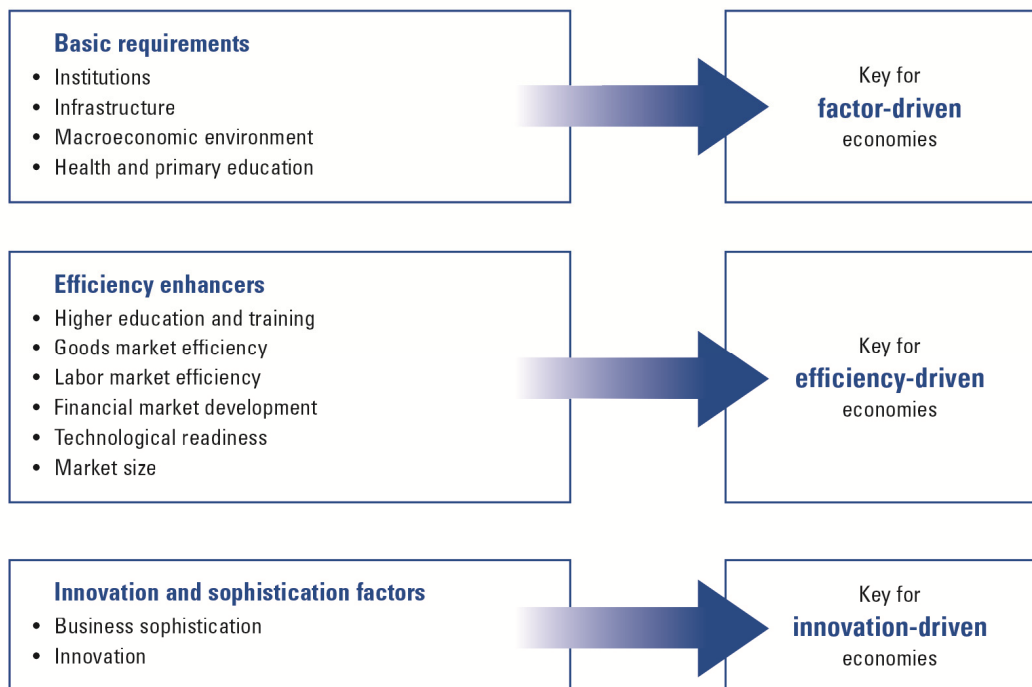 Basic requirements
• Institutions
• Infrastructure
• Macroeconomic environment
• Health and primary education
Key for
factor-driven
economies
Efficiency enhancers
• Higher education and training
• Goods market efficiency
• Labor market efficiency
• Financial market development
• Technological readiness
• Market size
Key for
efficiency-driven
economies
Innovation and sophistication factors
• Business sophistication
• Innovation
Key for
innovation-driven
economies